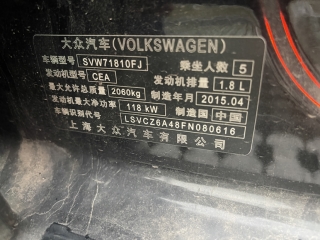 大众汽车(VOLKSWAGEN)
车辆型号 SVW71810FJ 乘坐人数 5
发动机型号 CEA 发动机排量 1.8 L
最大允许总质量 2060kg 制造年月 2015.04
发动机最大净功率 118 kW 制造国 中国
车辆识别代号 LSVCZ6A48FN080616
上海大众汽车有限公司